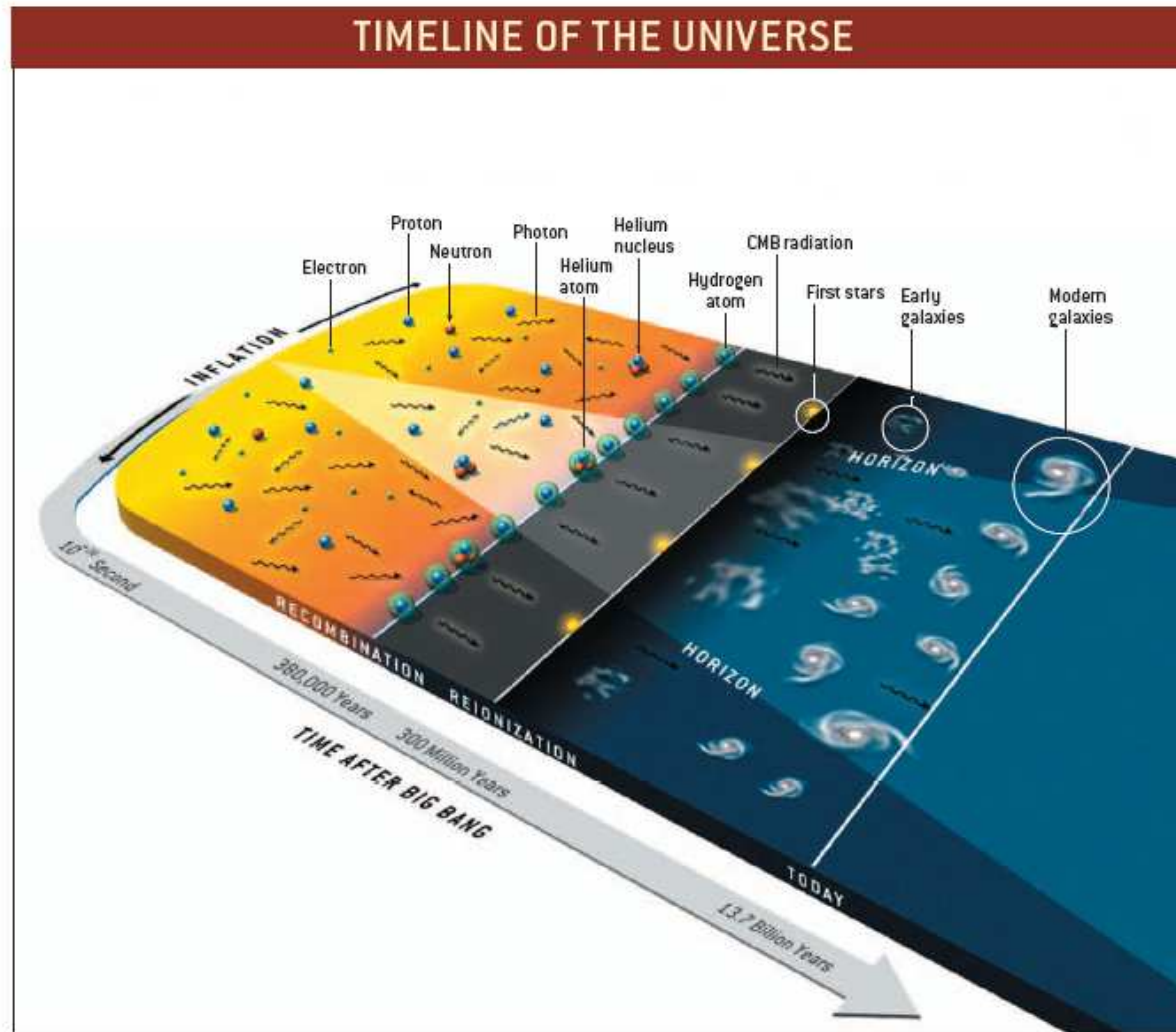 TIMELINE OF THE UNIVERSE
Proton
Neutron
Electron
Photon
Helium
atom
Helium
nucleus
Hydrogen
atom
CMB radiation
First stars
Early
galaxies
Modern
galaxies
INFLATION
HORIZON
HORIZON
Second
RECOMBINATION
380,000 Years
REIONIZATION
300 Million Years
TIME AFTER BIG BANG
TODAY
13.7 Billion Years